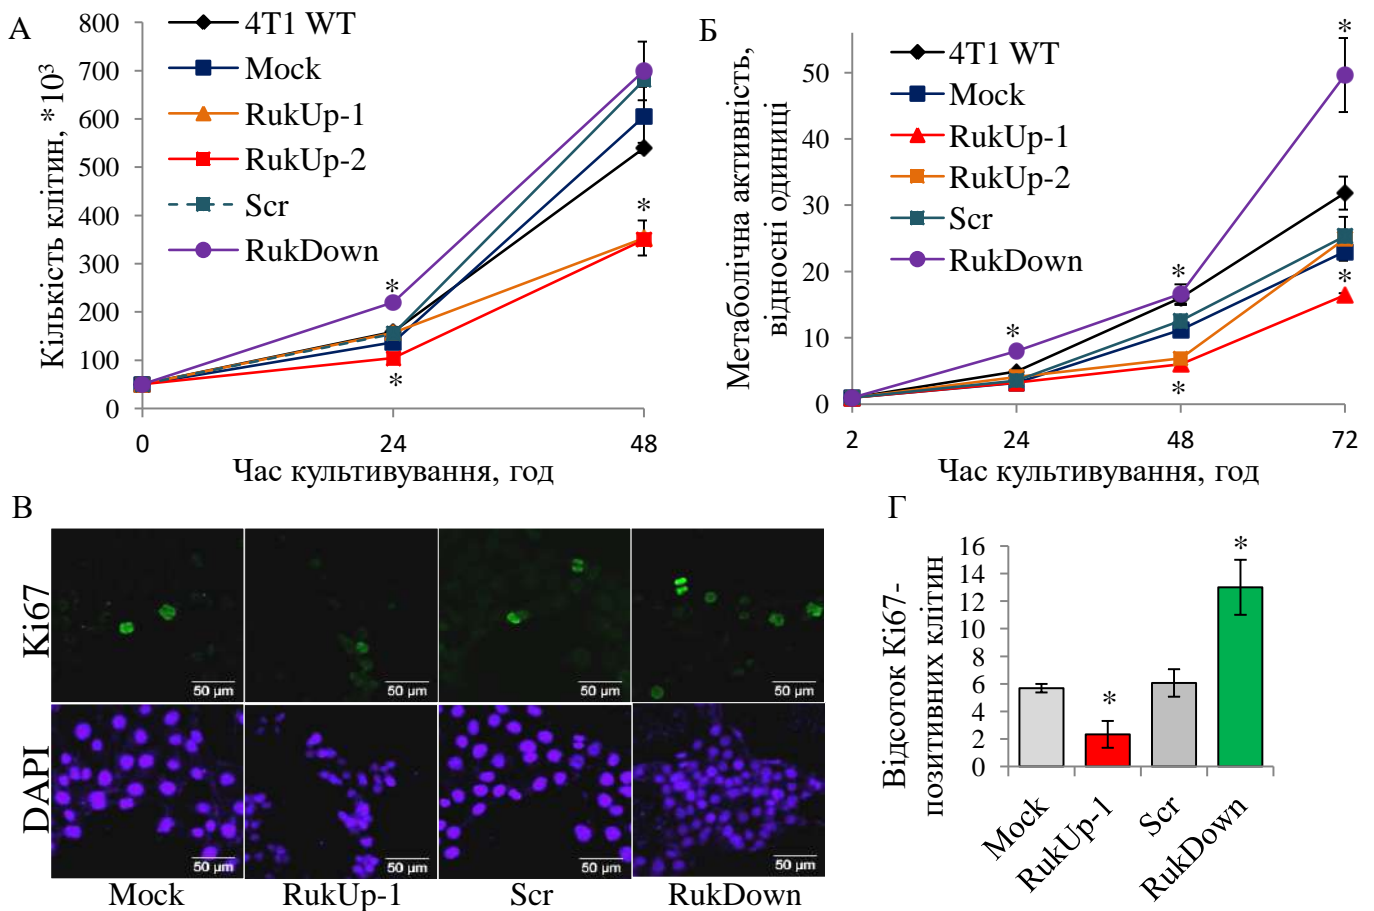 А
Кількість клітин, *10³
800
700
600
500
400
300
200
100
0
4T1 WT
Mock
RukUp-1
RukUp-2
Scr
RukDown
*
*
*
0
24
48
Час культивування, год
Б
Метаболічна активність,
відносні одиниці
50
40
30
20
10
0
4T1 WT
Mock
RukUp-1
RukUp-2
Scr
RukDown
*
*
*
*
*
2
24
48
72
Час культивування, год
В
Ki67
50 µm
50 µm
50 µm
50 µm
DAPI
50 µm
50 µm
50 µm
50 µm
Mock
RukUp-1
Scr
RukDown
Г
Відсоток Ki67-
позитивних клітин
16
14
12
10
8
6
4
2
0
*
*
Mock
RukUp-1
Scr
RukDown